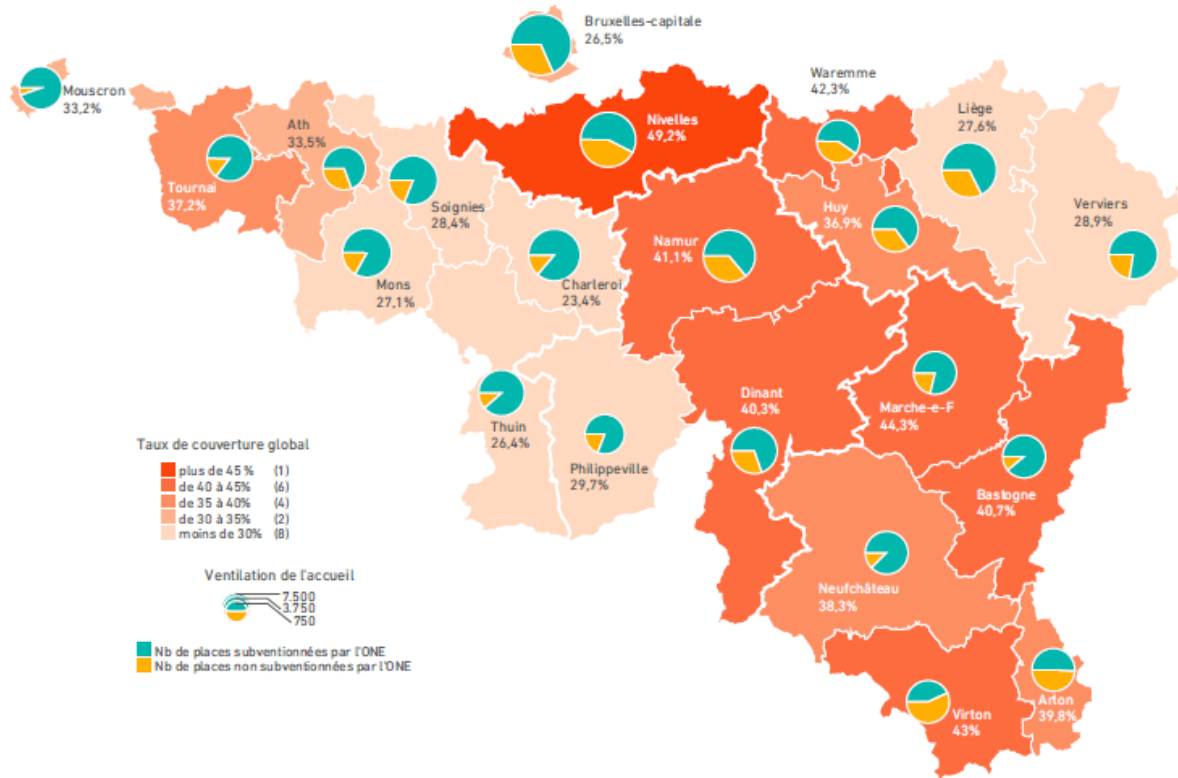 Bruxelles-capitale
26,5%
Mouscron
33,2%
Waremme
42,3%
Liège
27,6%
Nivelles
49,2%
Ath
33,5%
Tournai
37,2%
Soignies
28,4%
Huy
36,9%
Verviers
28,9%
Namur
41,1%
Mons
27,1%
Charleroi
23,4%
Dinant
40,3%
Marche-e-F
44,3%
Thuin
26,4%
Philippeville
29,7%
Bastogne
40,7%
Neufchâteau
38,3%
Virton
43%
Arlon
39,8%
Taux de couverture global
plus de 45 % (1)
de 40 à 45% (6)
de 35 à 40% (4)
de 30 à 35% (2)
moins de 30% (8)
Ventilation de l'accueil
7.500
3.750
750
Nb de places subventionnées par l'ONE
Nb de places non subventionnées par l'ONE